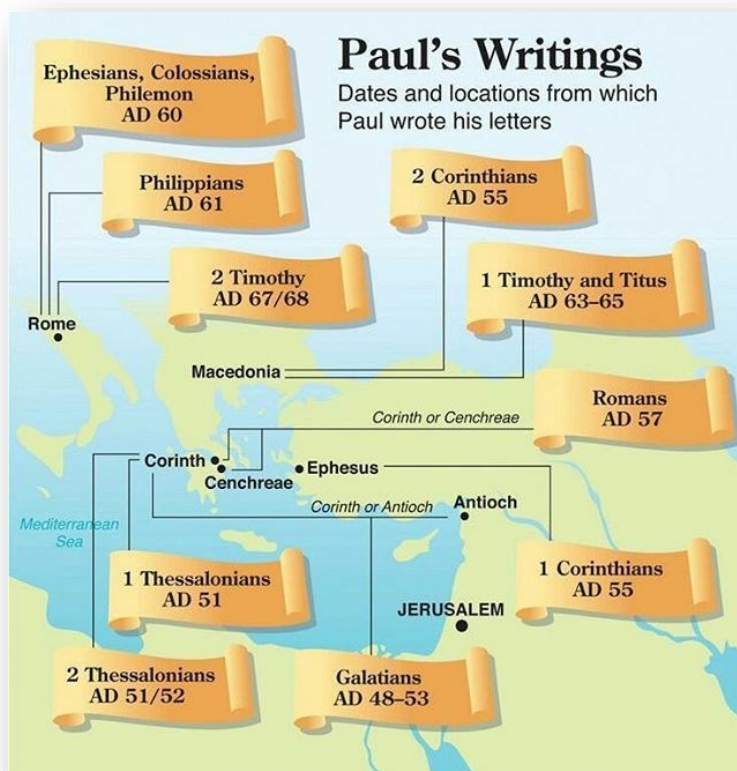 Paul's Writings
Dates and locations from which
Paul wrote his letters
Ephesians, Colossians,
Philemon
AD 60
Philippians
AD 61
2 Corinthians
AD 55
2 Timothy
AD 67/68
1 Timothy and Titus
AD 63–65
Rome
Macedonia
Romans
AD 57
Corinth or Cenchreae
Corinth
Cenchreae
Ephesus
Corinth or Antioch
Antioch
Mediterranean
Sea
1 Thessalonians
AD 51
1 Corinthians
AD 55
JERUSALEM
2 Thessalonians
AD 51/52
Galatians
AD 48–53